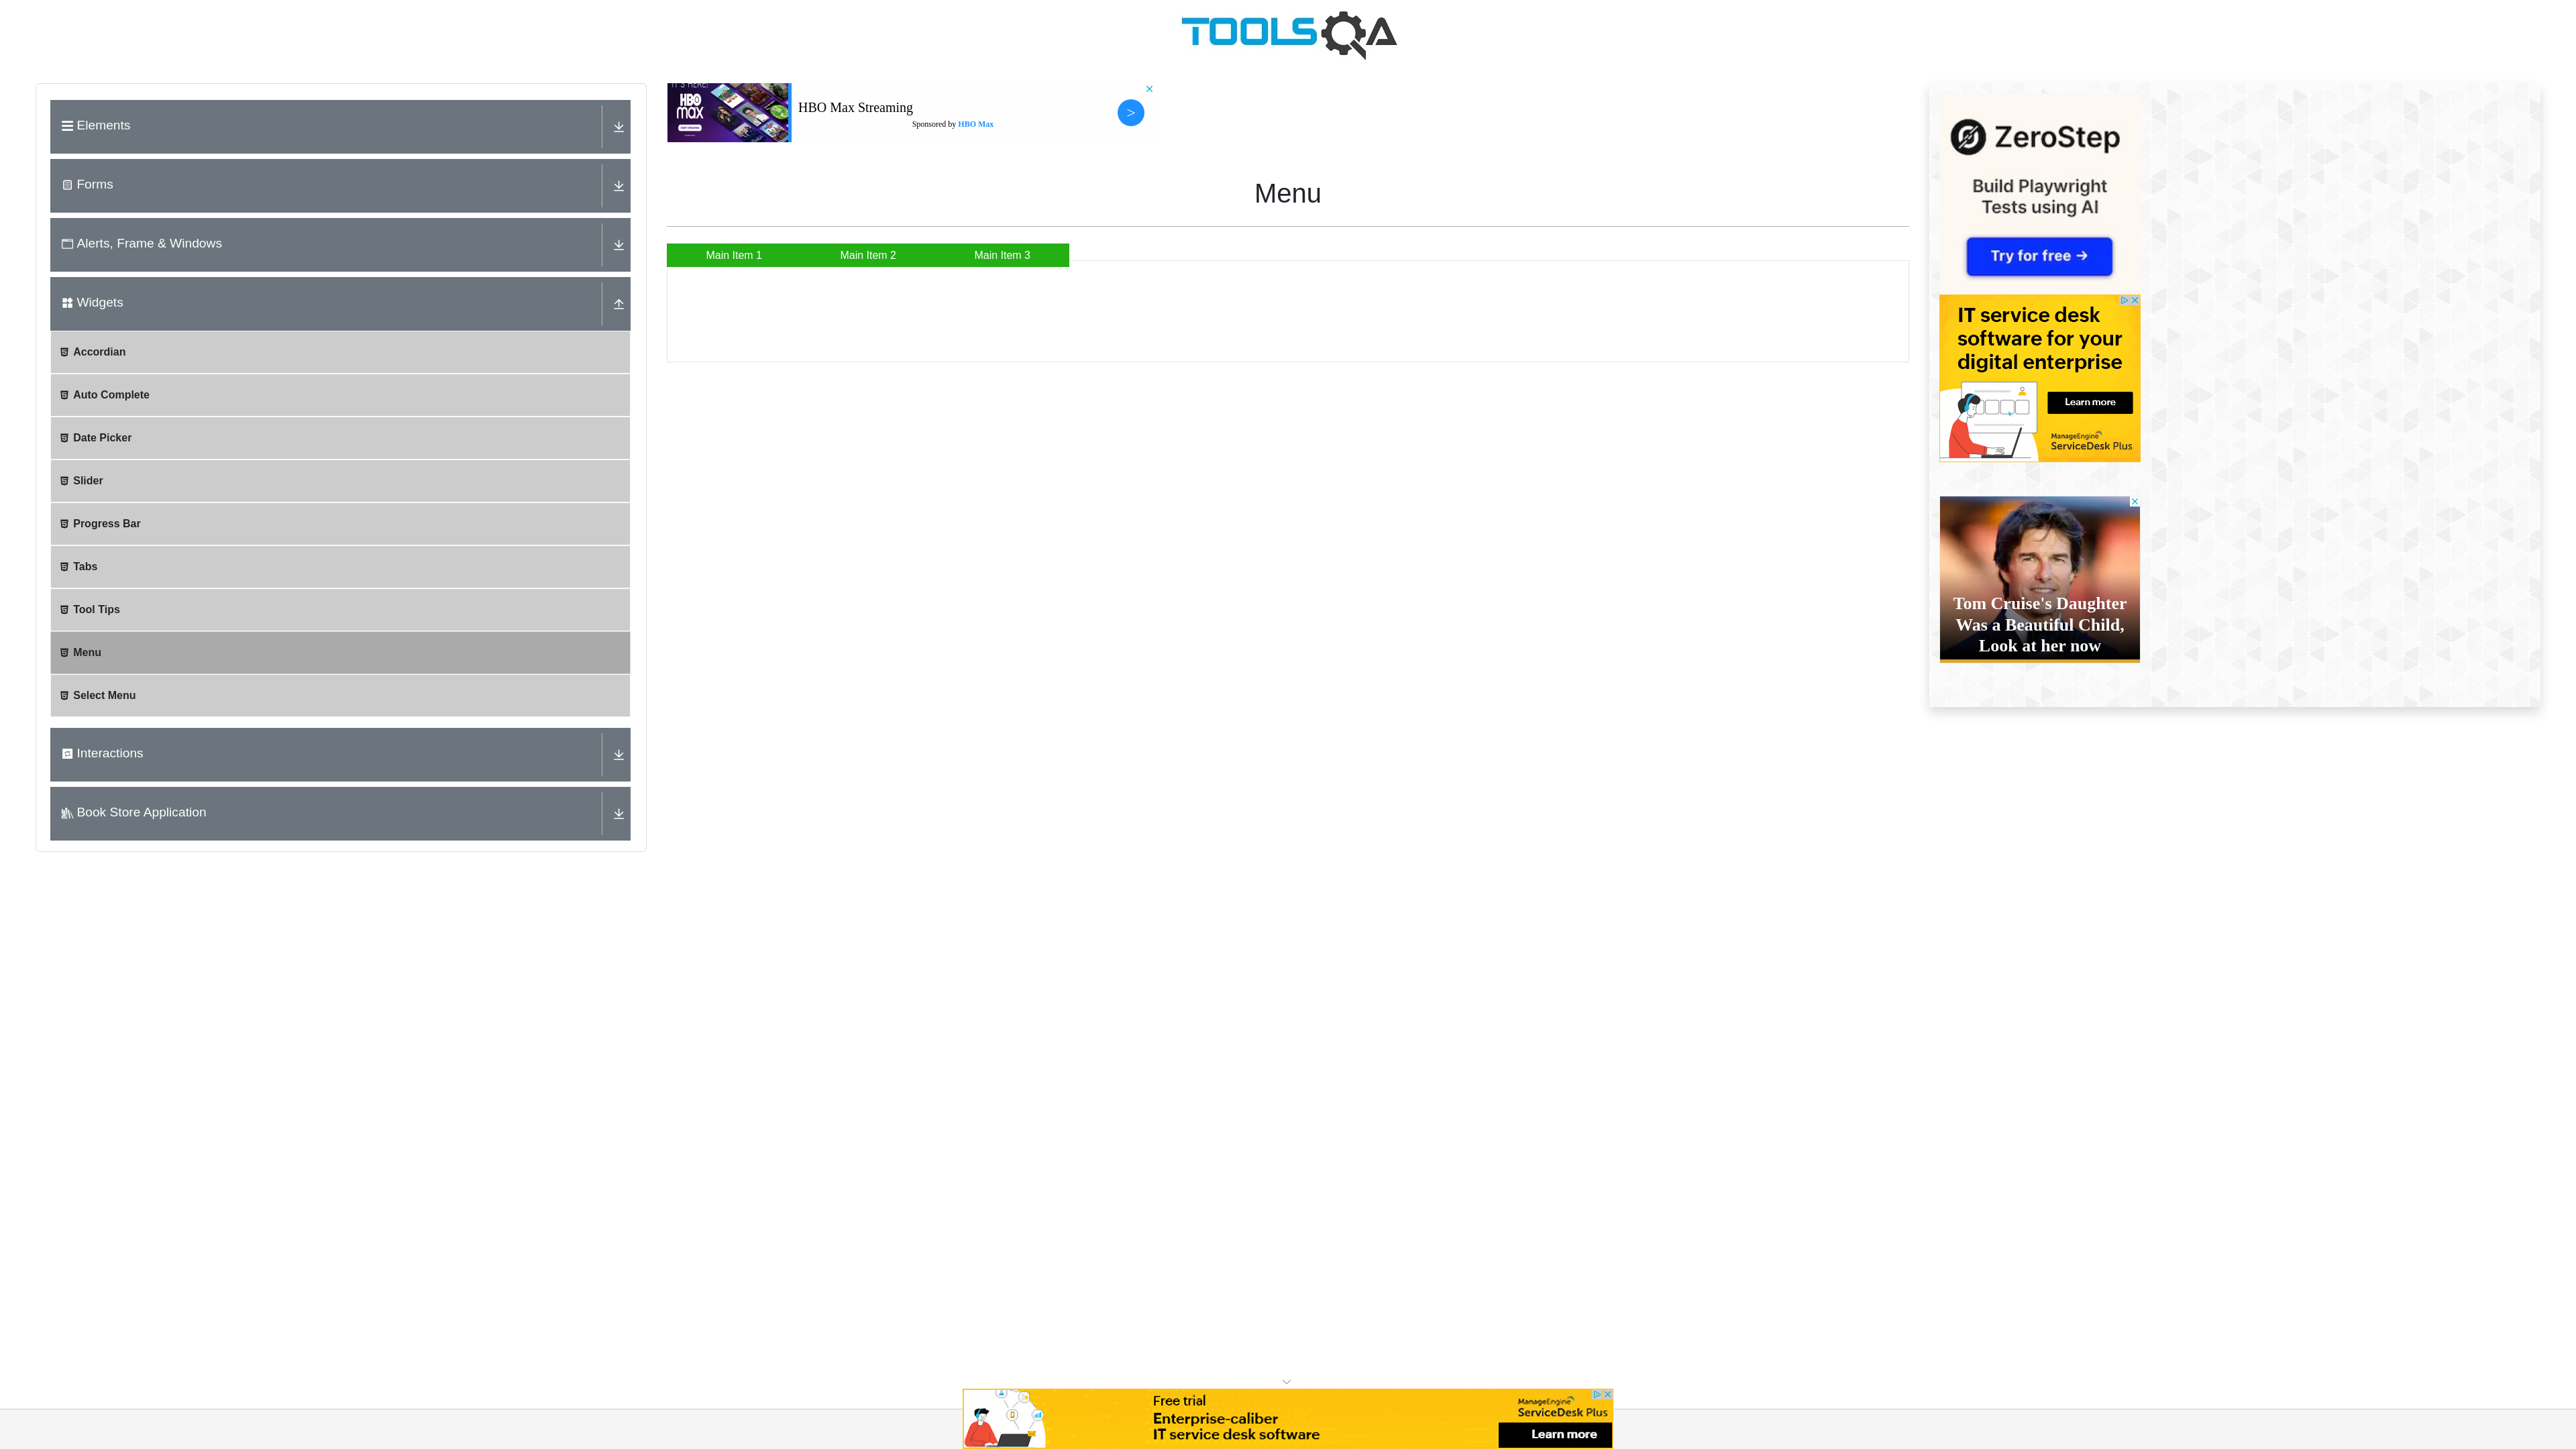 TOOLSQA
Elements
Forms
Alerts, Frame & Windows
Widgets
Accordian
Auto Complete
Date Picker
Slider
Progress Bar
Tabs
Tool Tips
Menu
Select Menu
Interactions
Book Store Application
HBO
MAX
HBO Max Streaming
Sponsored by HBO Max
>
Menu
Main Item 1
Main Item 2
Main Item 3
ZeroStep
Build Playwright
Tests using AI
Try for free →
IT service desk
software for your
digital enterprise
Learn more
ManageEngine
ServiceDesk Plus
Tom Cruise's Daughter
Was a Beautiful Child,
Look at her now
Free trial
Enterprise-caliber
IT service desk software
ManageEngine
ServiceDesk Plus
Learn more